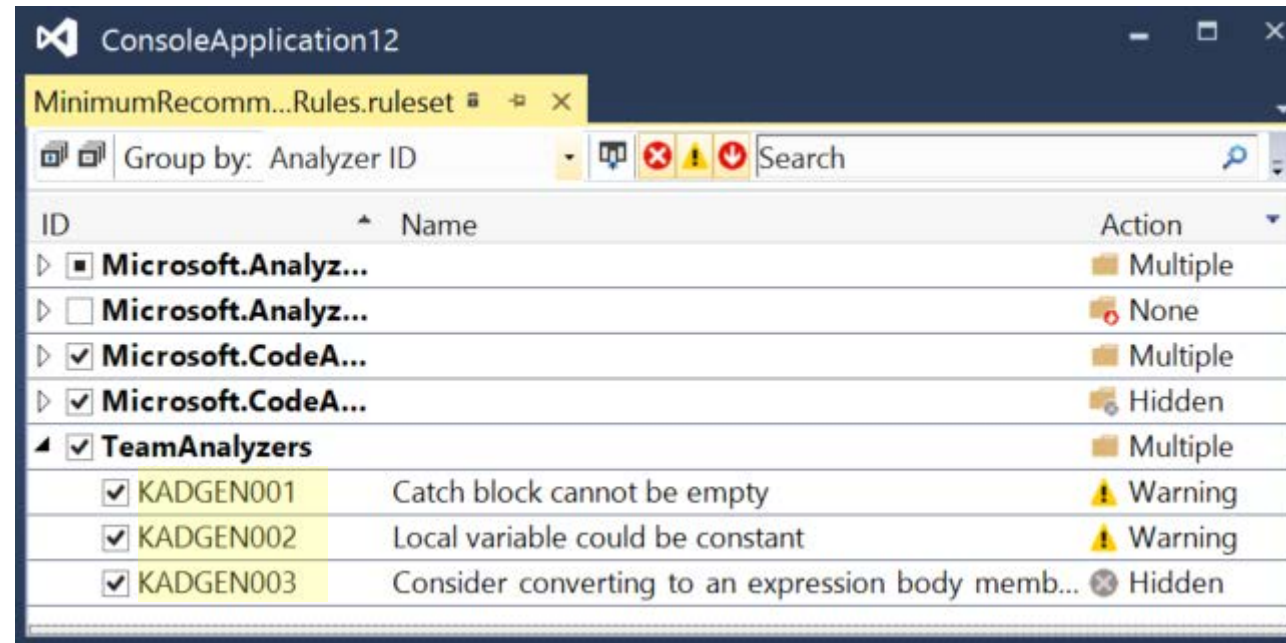 ConsoleApplication12
MinimumRecomm...Rules.ruleset
Group by: Analyzer ID Search
ID Name Action
Microsoft.Analyz... Multiple
Microsoft.Analyz... None
Microsoft.CodeA... Multiple
Microsoft.CodeA... Hidden
TeamAnalyzers Multiple
KADGEN001 Catch block cannot be empty Warning
KADGEN002 Local variable could be constant Warning
KADGEN003 Consider converting to an expression body memb... Hidden